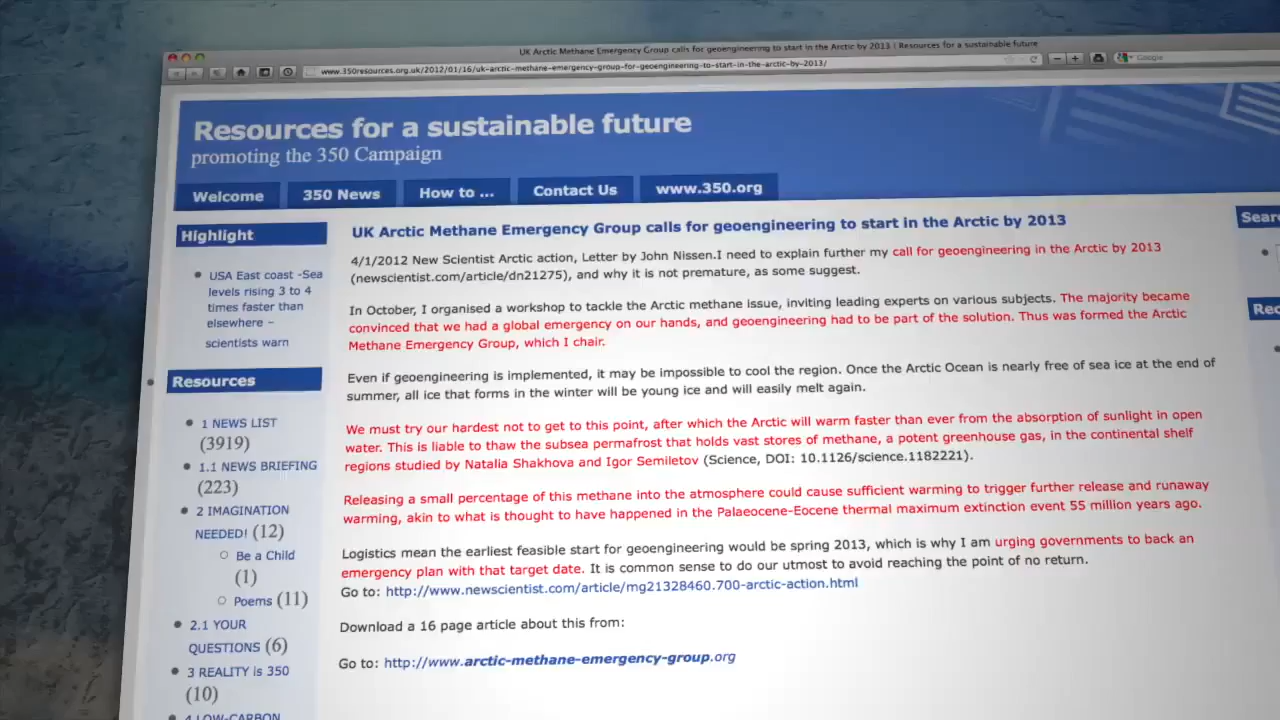 UK Arctic Methane Emergency Group calls for geoengineering to start in the Arctic by 2013 | Resources for a sustainable future
www.350resources.org.uk/2012/01/16/uk-arctic-methane-emergency-group-for-geoengineering-to-start-in-the-arctic-by-2013/
Google
Resources for a sustainable future
promoting the 350 Campaign
Welcome
350 News
How to ...
Contact Us
www.350.org
Highlight
USA East coast -Sea
levels rising 3 to 4
times faster than
elsewhere –
scientists warn
Resources
1 NEWS LIST
(3919)
1.1 NEWS BRIEFING
(223)
2 IMAGINATION
NEEDED! (12)
Be a Child
(1)
Poems (11)
2.1 YOUR
QUESTIONS (6)
3 REALITY is 350
(10)
4 LOW-CARBON
UK Arctic Methane Emergency Group calls for geoengineering to start in the Arctic by 2013
4/1/2012 New Scientist Arctic action, Letter by John Nissen.I need to explain further my call for geoengineering in the Arctic by 2013
(newscientist.com/article/dn21275), and why it is not premature, as some suggest.
In October, I organised a workshop to tackle the Arctic methane issue, inviting leading experts on various subjects. The majority became
convinced that we had a global emergency on our hands, and geoengineering had to be part of the solution. Thus was formed the Arctic
Methane Emergency Group, which I chair.
Even if geoengineering is implemented, it may be impossible to cool the region. Once the Arctic Ocean is nearly free of sea ice at the end of
summer, all ice that forms in the winter will be young ice and will easily melt again.
We must try our hardest not to get to this point, after which the Arctic will warm faster than ever from the absorption of sunlight in open
water. This is liable to thaw the subsea permafrost that holds vast stores of methane, a potent greenhouse gas, in the continental shelf
regions studied by Natalia Shakhova and Igor Semiletov (Science, DOI: 10.1126/science.1182221).
Releasing a small percentage of this methane into the atmosphere could cause sufficient warming to trigger further release and runaway
warming, akin to what is thought to have happened in the Palaeocene-Eocene thermal maximum extinction event 55 million years ago.
Logistics mean the earliest feasible start for geoengineering would be spring 2013, which is why I am urging governments to back an
emergency plan with that target date. It is common sense to do our utmost to avoid reaching the point of no return.
Go to: http://www.newscientist.com/article/mg21328460.700-arctic-action.html
Download a 16 page article about this from:
Go to: http://www.arctic-methane-emergency-group.org
Sear
Rec